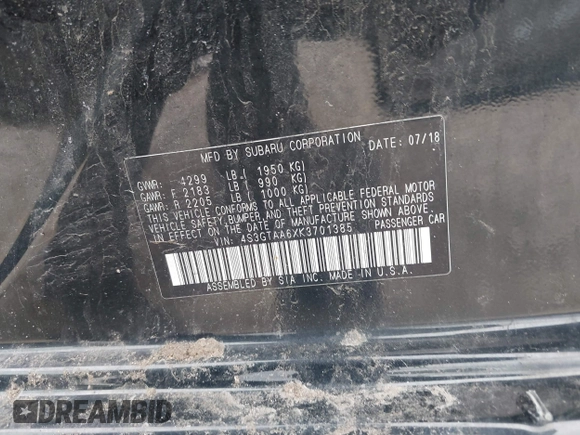 MFD BY SUBARU CORPORATION DATE: 07/18
GVWR: 4299 LB ( 1950 KG)
GAWR: F 2183 LB ( 990 KG)
GAWR: R 2205 LB ( 1000 KG)
THIS VEHICLE CONFORMS TO ALL APPLICABLE FEDERAL MOTOR
VEHICLE SAFETY, BUMPER, AND THEFT PREVENTION STANDARDS
IN EFFECT ON THE DATE OF MANUFACTURE SHOWN ABOVE.
VIN: 4S3GTAA6XK3701385 PASSENGER CAR
ASSEMBLED BY SIA INC. MADE IN U.S.A.
DREAMBID